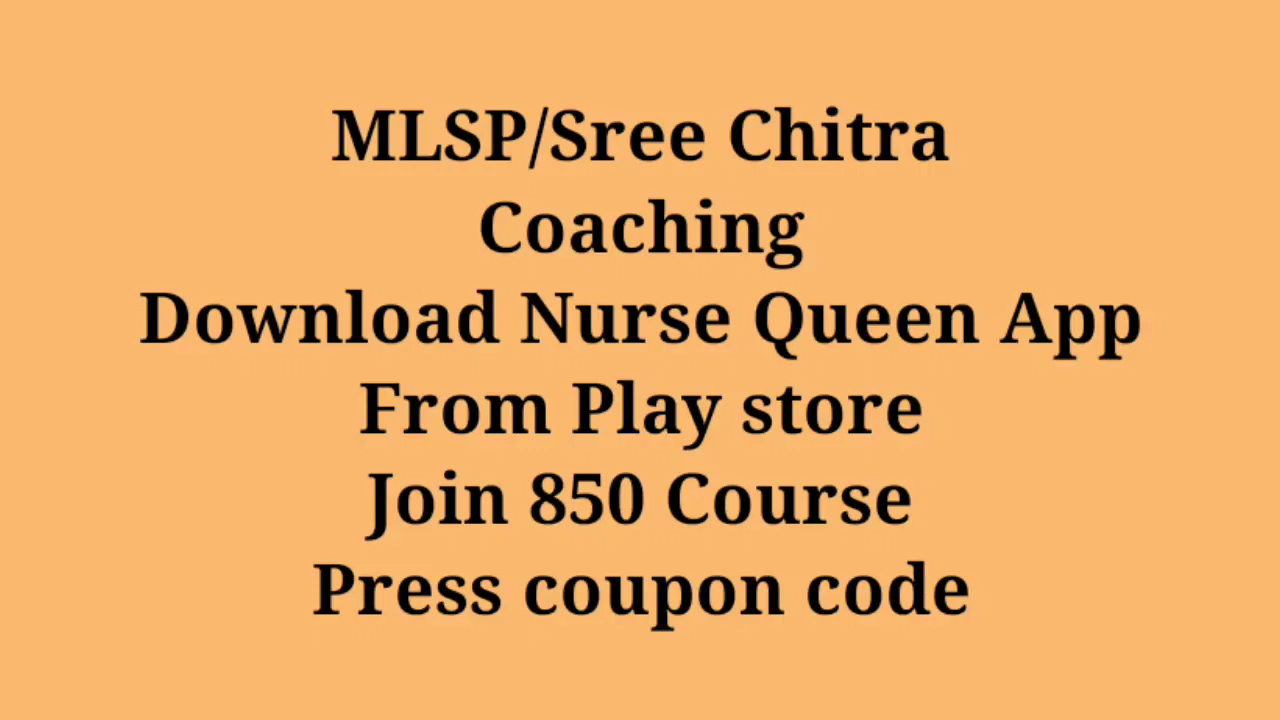 MLSP/Sree Chitra
Coaching
Download Nurse Queen App
From Play store
Join 850 Course
Press coupon code